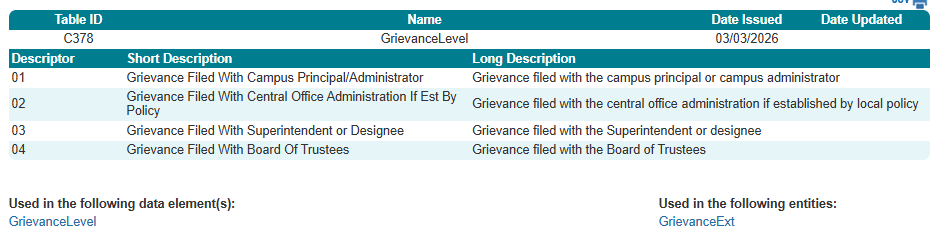 Table ID Name Date Issued Date Updated
C378 GrievanceLevel 03/03/2026
Descriptor Short Description Long Description
01 Grievance Filed With Campus Principal/Administrator Grievance filed with the campus principal or campus administrator
02 Grievance Filed With Central Office Administration If Est By Policy Grievance filed with the central office administration if established by local policy
03 Grievance Filed With Superintendent or Designee Grievance filed with the Superintendent or designee
04 Grievance Filed With Board Of Trustees Grievance filed with the Board of Trustees
Used in the following data element(s): Used in the following entities:
GrievanceLevel GrievanceExt